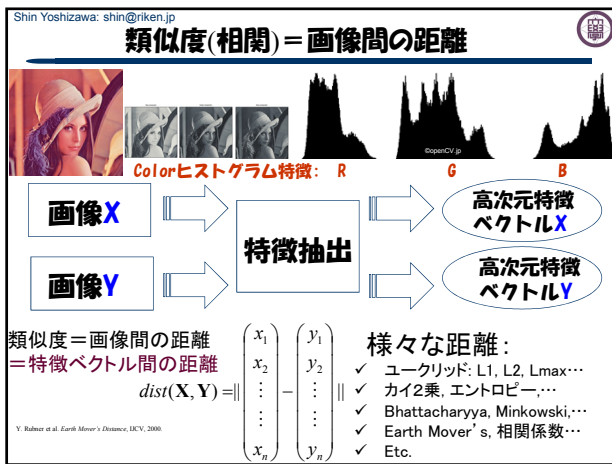 Shin Yoshizawa: shin@riken.jp
類似度(相関)＝画像間の距離
©openCV.jp
Colorヒストグラム特徴: R G B
画像X
特徴抽出
高次元特徴
ベクトルX
画像Y
高次元特徴
ベクトルY
類似度＝画像間の距離
＝特徴ベクトル間の距離
dist(X,Y)=|| (x₁ x₂ ⋮ ⋮ xₙ) − (y₁ y₂ ⋮ ⋮ yₙ) ||
様々な距離：
✓ ユークリッド: L1, L2, Lmax…
✓ カイ２乗, エントロピー,…
✓ Bhattacharyya, Minkowski,…
✓ Earth Mover's, 相関係数…
✓ Etc.
Y. Rubner et al. Earth Mover's Distance, IJCV, 2000.